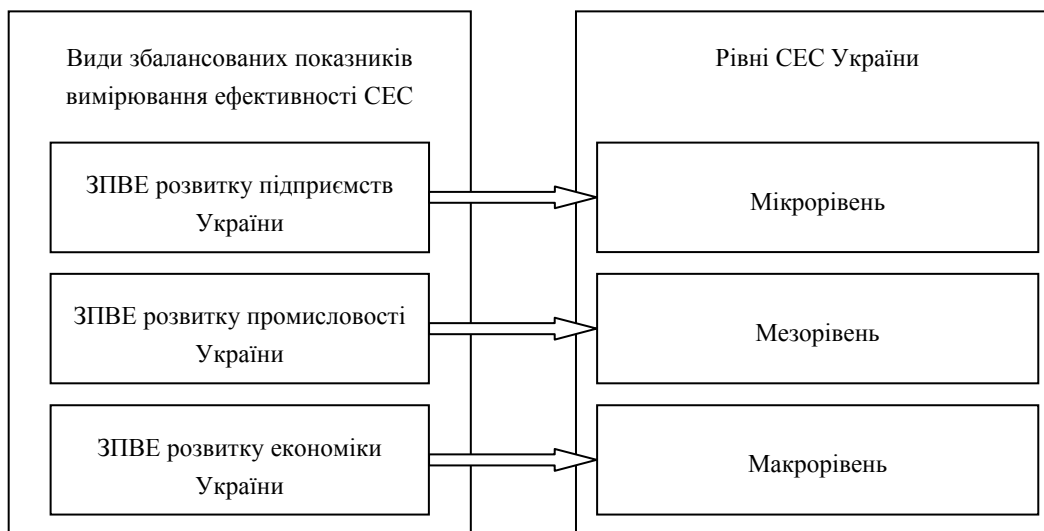 Види збалансованих показників
вимірювання ефективності СЕС
ЗПВЕ розвитку підприємств
України
ЗПВЕ розвитку промисловості
України
ЗПВЕ розвитку економіки
України
Рівні СЕС України
Мікрорівень
Мезорівень
Макрорівень